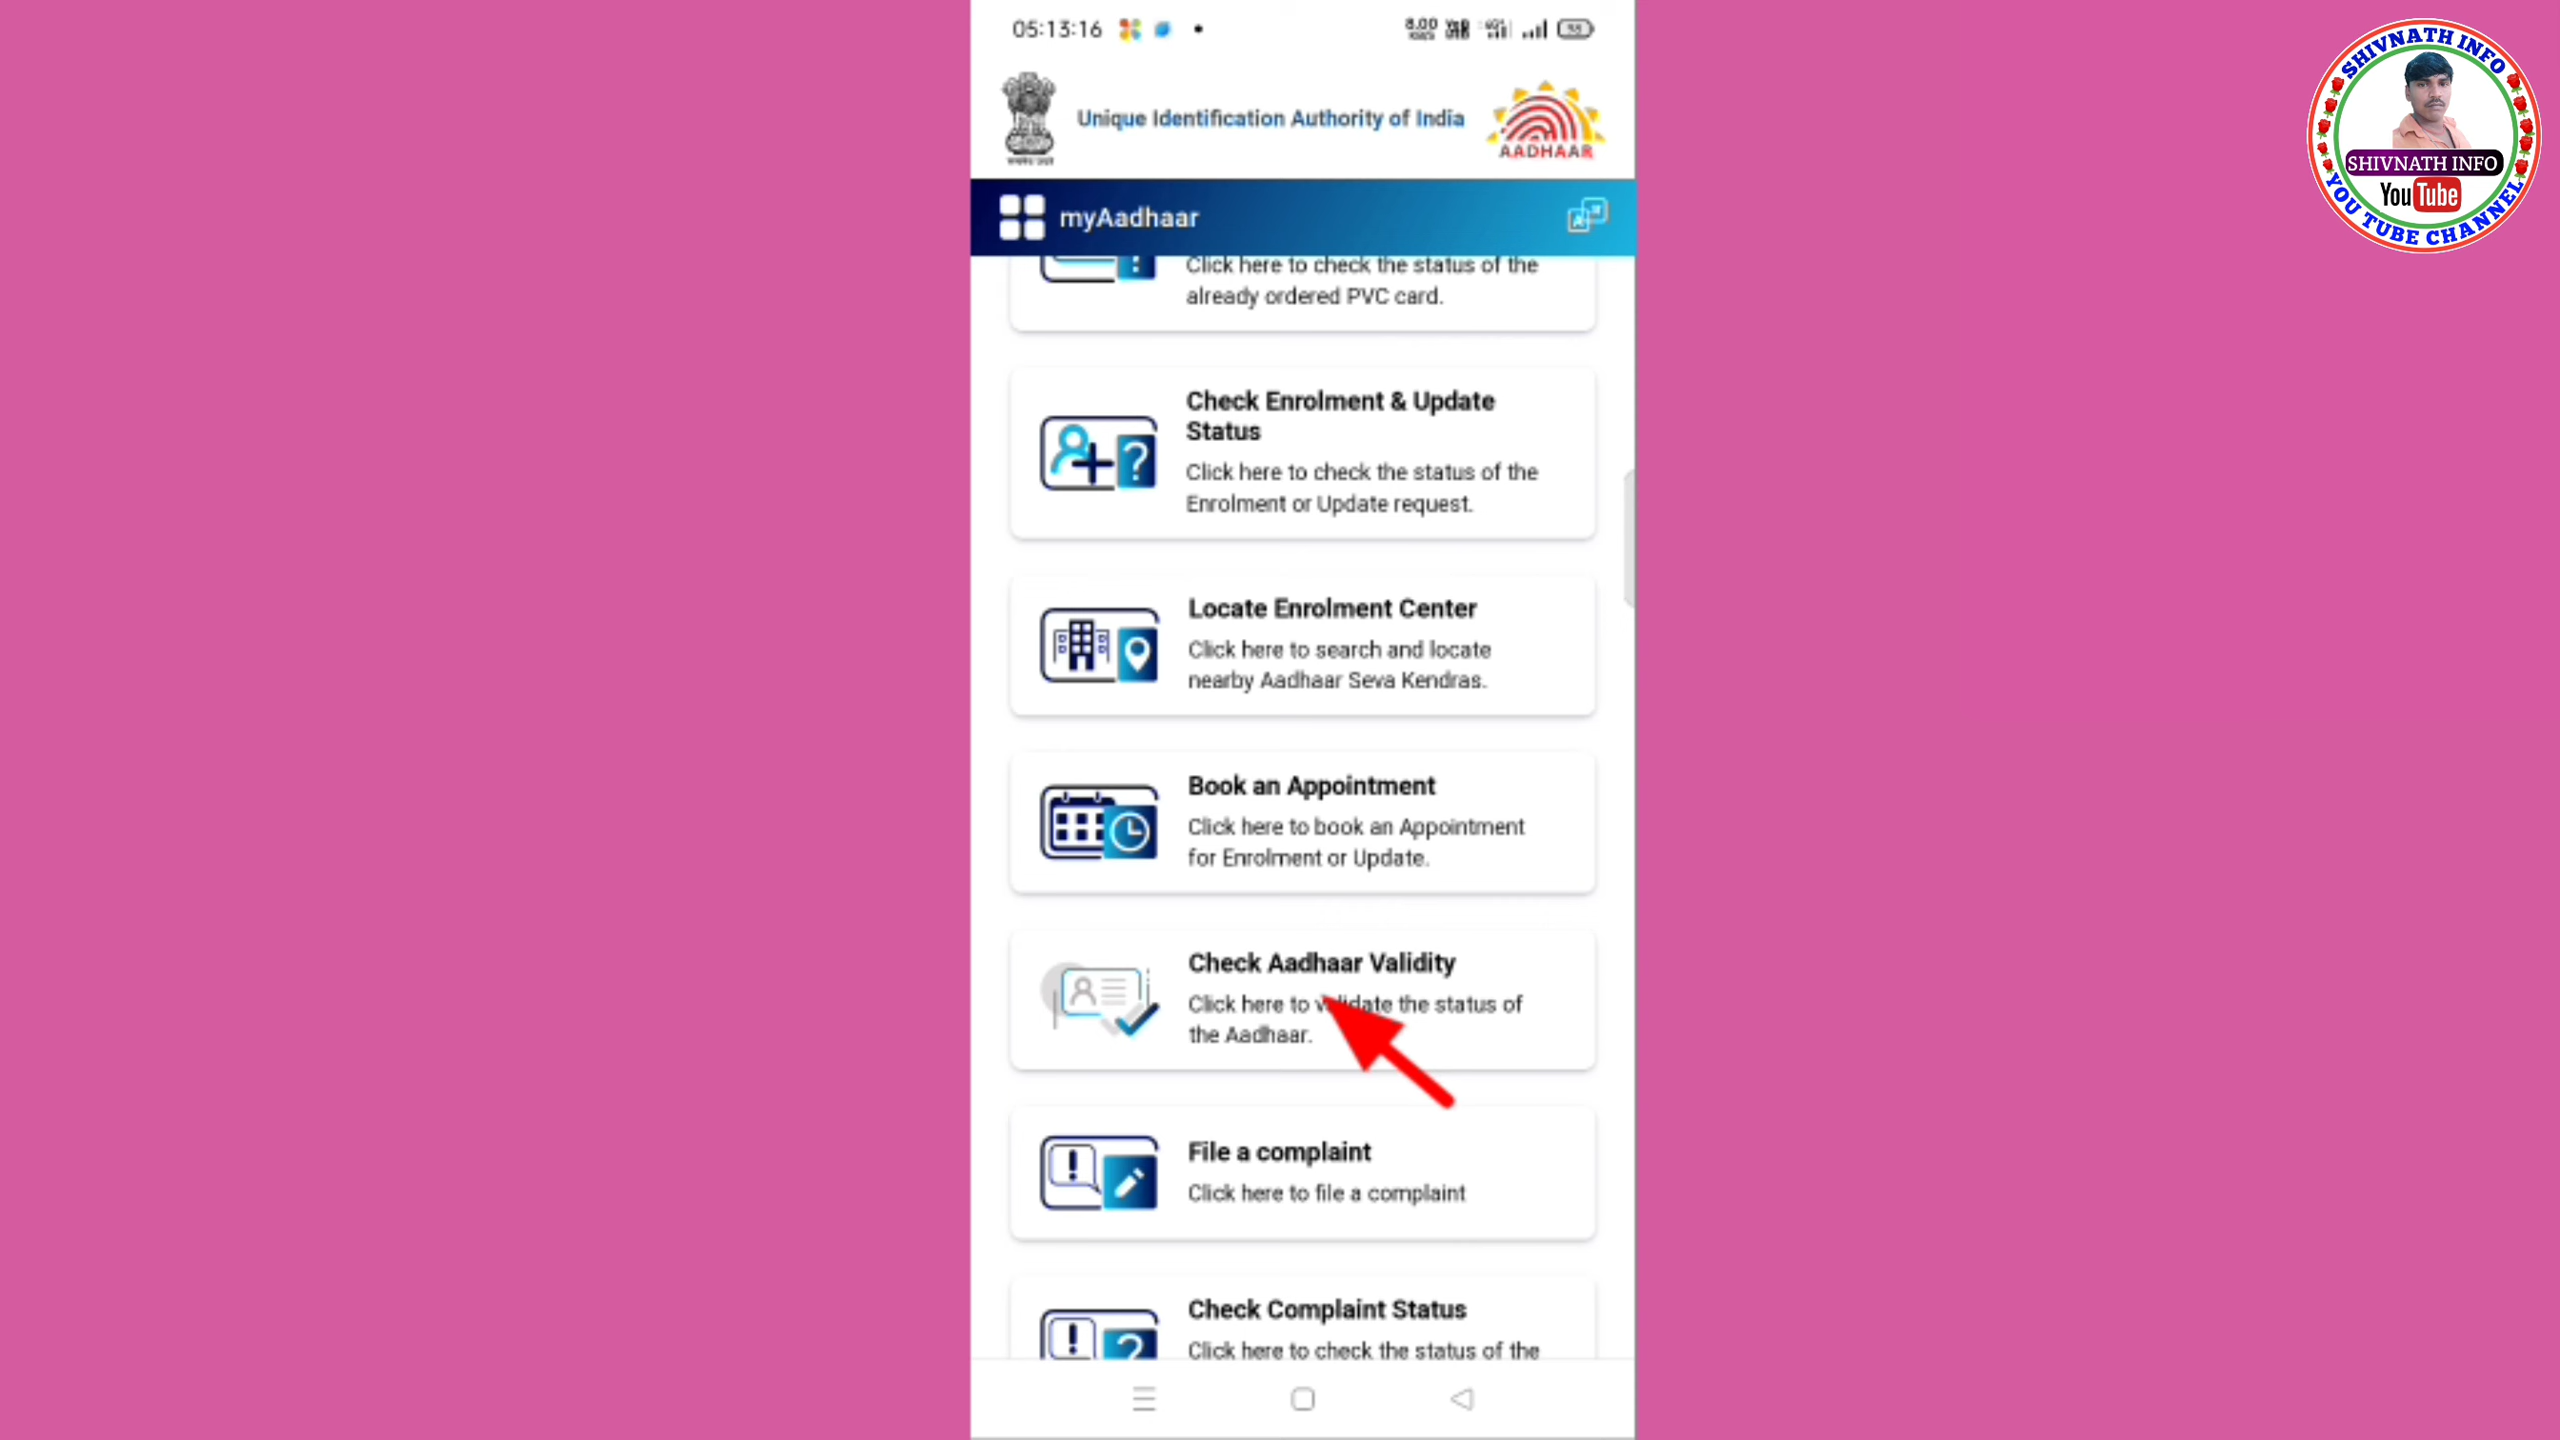 05:13:16
8.00
SHIVNATH INFO
SHIVNATH INFO
YouTube
YOU TUBE CHANNEL
Unique Identification Authority of India
AADHAAR
myAadhaar
Click here to check the status of the
already ordered PVC card.
Check Enrolment & Update
Status
Click here to check the status of the
Enrolment or Update request.
Locate Enrolment Center
Click here to search and locate
nearby Aadhaar Seva Kendras.
Book an Appointment
Click here to book an Appointment
for Enrolment or Update.
Check Aadhaar Validity
Click here to validate the status of
the Aadhaar.
File a complaint
Click here to file a complaint
Check Complaint Status
Click here to check the status of the